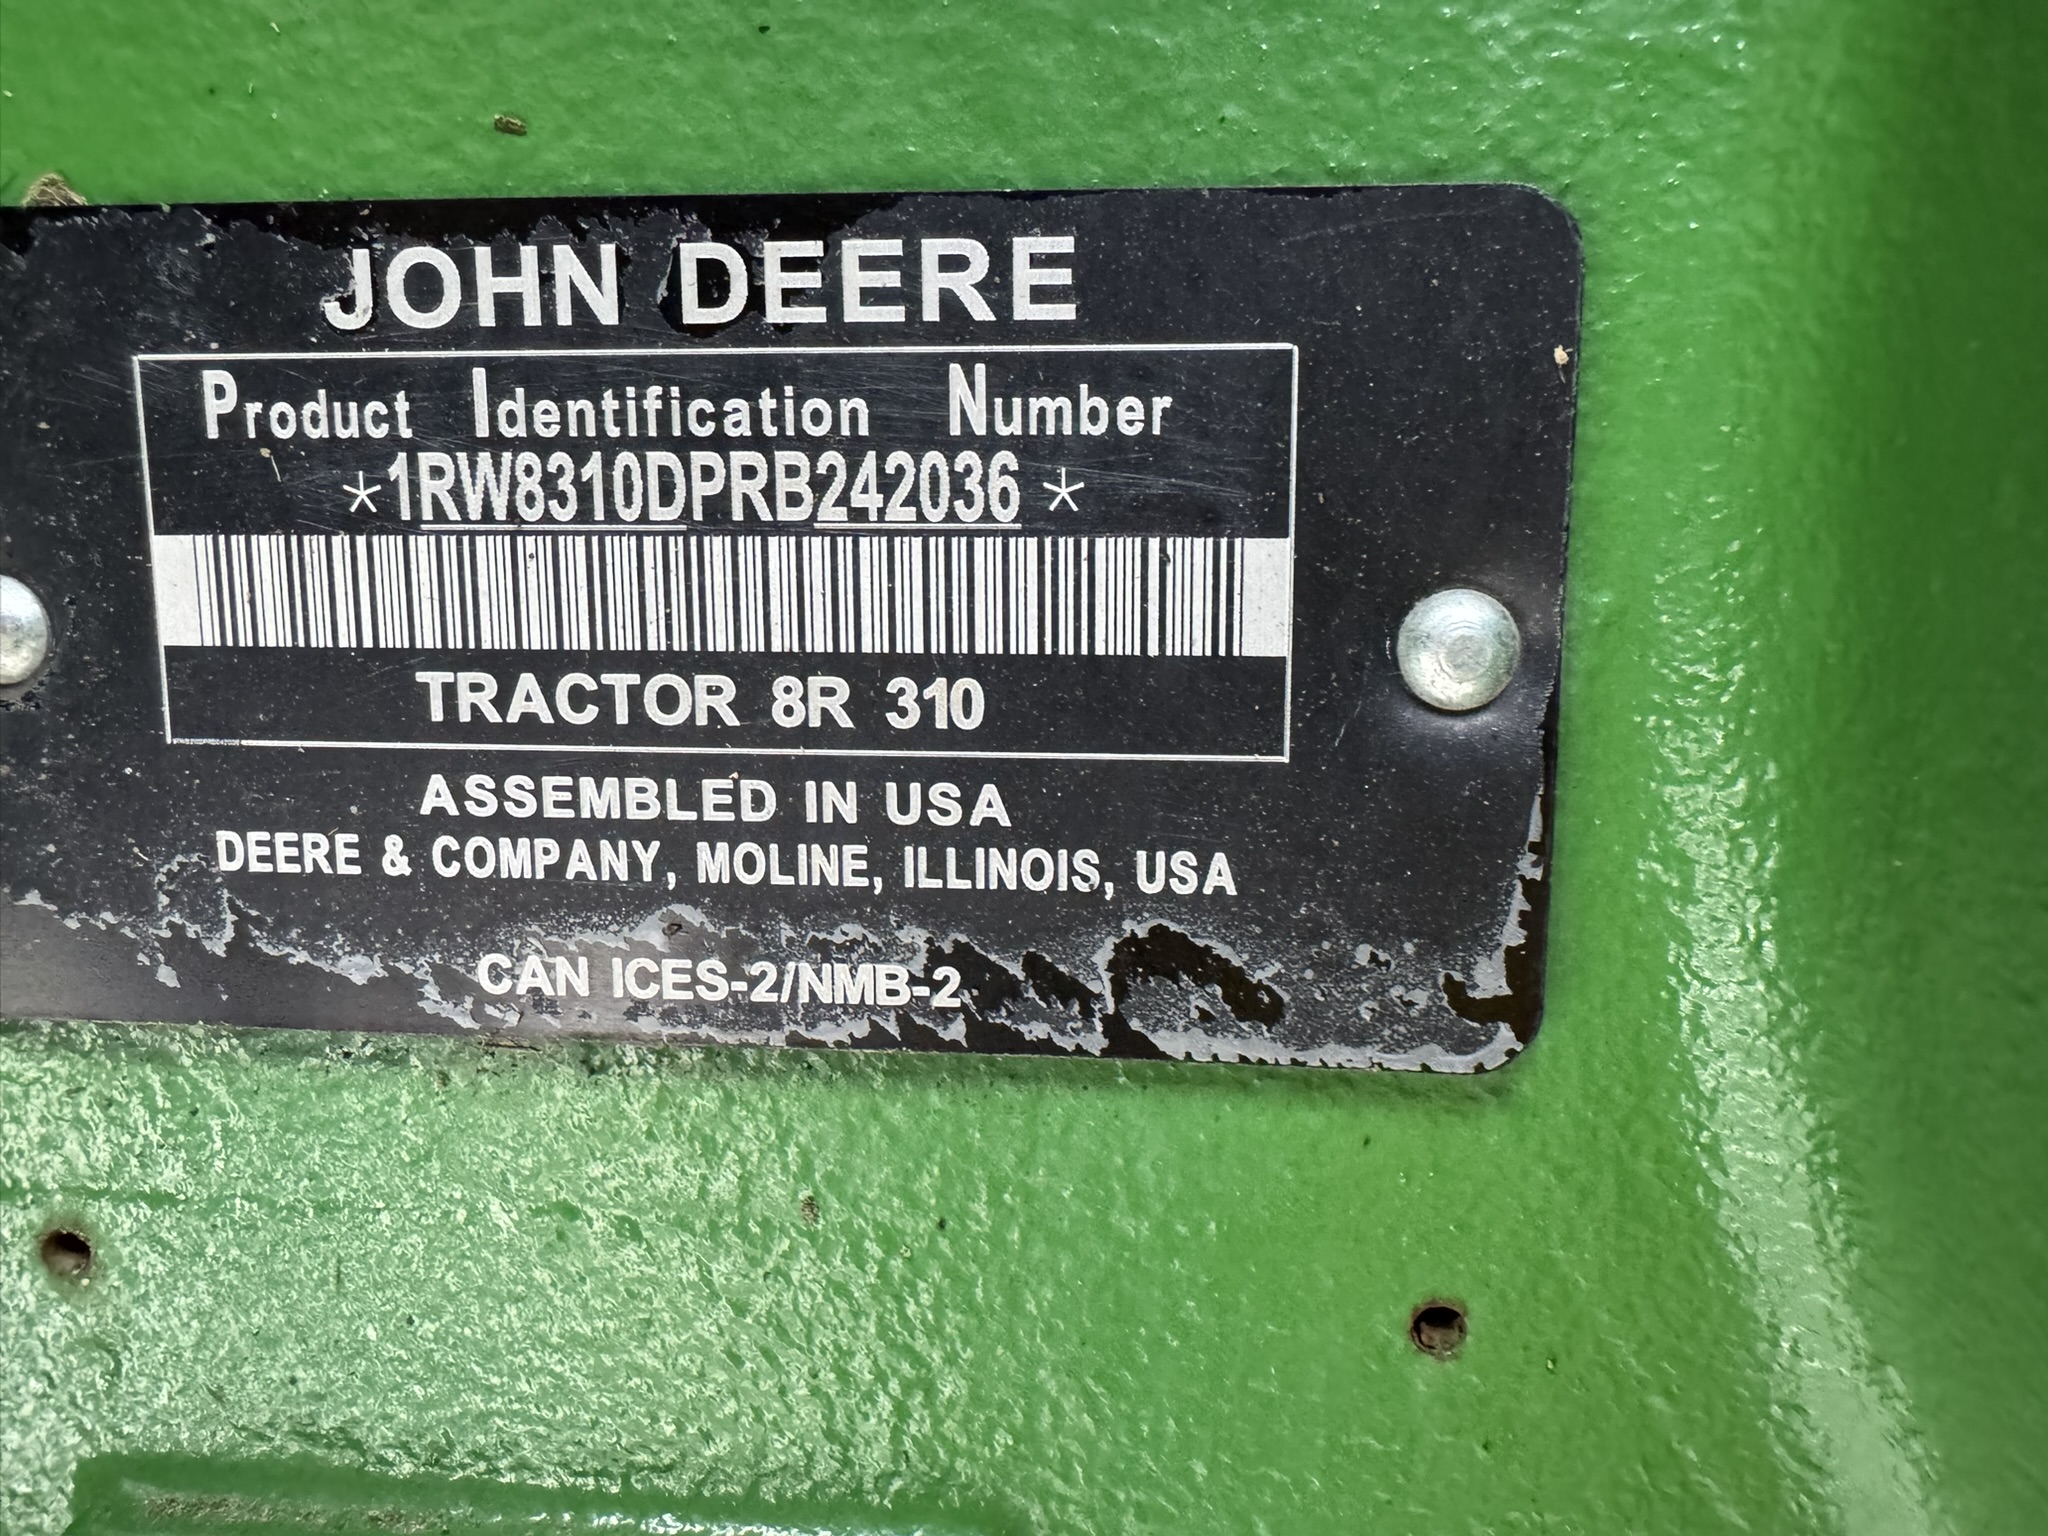 JOHN DEERE
Product Identification Number
*1RW8310DPRB242036*
TRACTOR 8R 310
ASSEMBLED IN USA
DEERE & COMPANY, MOLINE, ILLINOIS, USA
CAN ICES-2/NMB-2